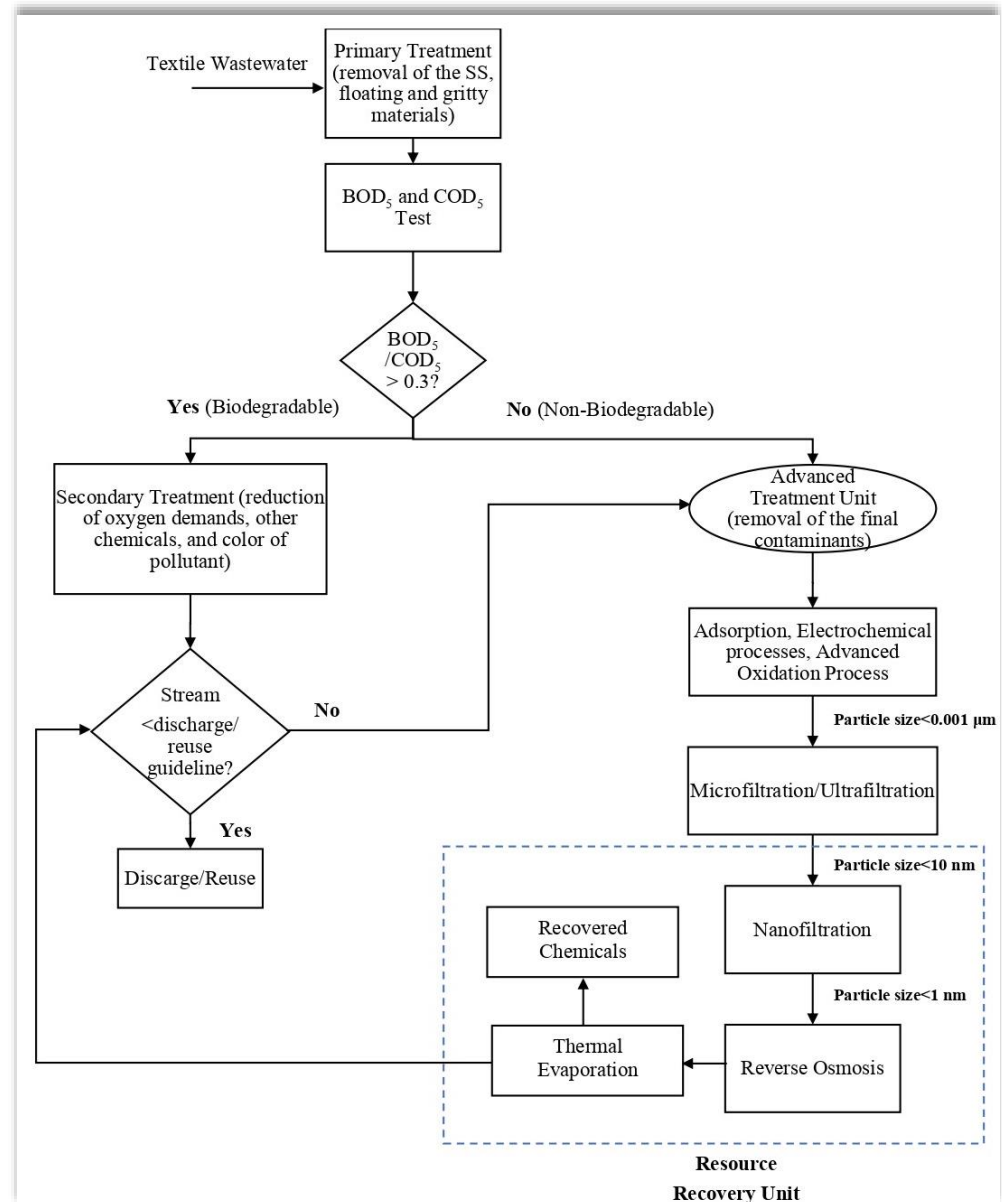 Textile Wastewater
Primary Treatment
(removal of the SS,
floating and gritty
materials)
BOD₅ and COD₅
Test
BOD₅
/COD₅
> 0.3?
Yes (Biodegradable)
No (Non-Biodegradable)
Secondary Treatment (reduction
of oxygen demands, other
chemicals, and color of
pollutant)
Advanced
Treatment Unit
(removal of the final
contaminants)
Adsorption, Electrochemical
processes, Advanced
Oxidation Process
Stream
<discharge/
reuse
guideline?
No
Particle size<0.001 μm
Microfiltration/Ultrafiltration
Yes
Discarge/Reuse
Particle size<10 nm
Nanofiltration
Recovered
Chemicals
Particle size<1 nm
Thermal
Evaporation
Reverse Osmosis
Resource
Recovery Unit